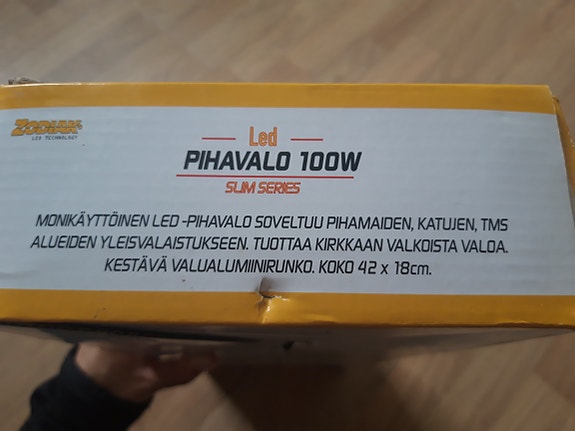 ZODIAK
LED TECHNOLOGY
Led
PIHAVALO 100W
SLIM SERIES
MONIKÄYTTÖINEN LED -PIHAVALO SOVELTUU PIHAMAIDEN, KATUJEN, TMS
ALUEIDEN YLEISVALAISTUKSEEN. TUOTTAA KIRKKAAN VALKOISTA VALOA.
KESTÄVÄ VALUALUMIINIRUNKO. KOKO 42 x 18cm.